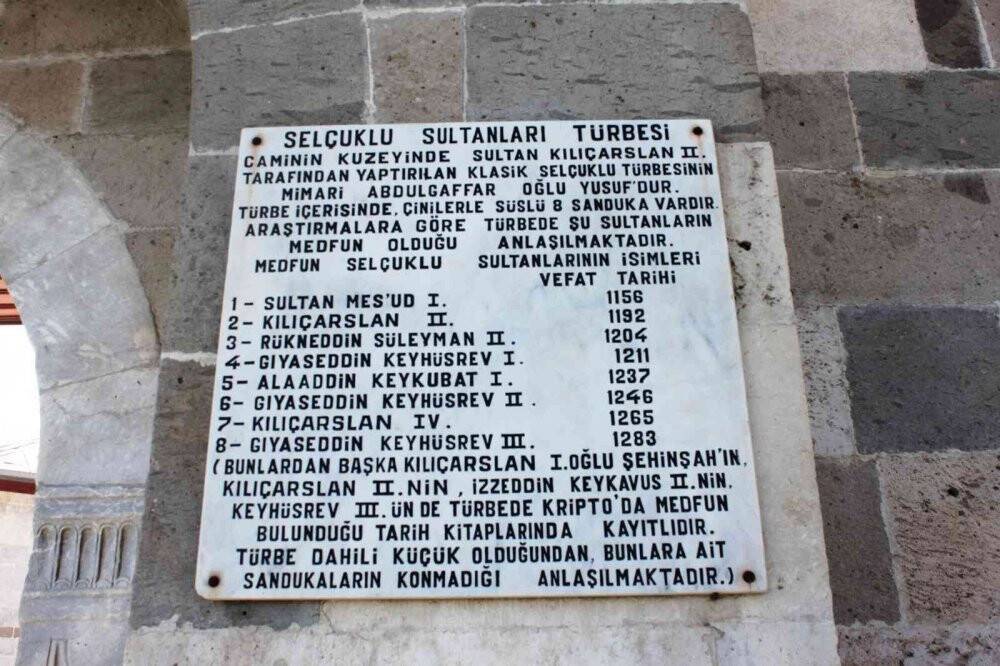 SELÇUKLU SULTANLARI TÜRBESİ
CAMİNİN KUZEYİNDE SULTAN KILIÇARSLAN II.
TARAFINDAN YAPTIRILAN KLASİK SELÇUKLU TÜRBESİNİN
MİMARİ ABDULGAFFAR OĞLU YUSUF'DUR.
TÜRBE İÇERİSİNDE, ÇİNİLERLE SÜSLÜ 8 SANDUKA VARDIR.
ARAŞTIRMALARA GÖRE TÜRBEDE ŞU SULTANLARIN
MEDFUN OLDUĞU ANLAŞILMAKTADIR.
MEDFUN SELÇUKLU SULTANLARININ İSİMLERİ
VEFAT TARİHİ
1- SULTAN MES'UD I. 1156
2- KILIÇARSLAN II. 1192
3- RÜKNEDDİN SÜLEYMAN II. 1204
4- GIYASEDDİN KEYHÜSREV I. 1211
5- ALAADDİN KEYKUBAT I. 1237
6- GIYASEDDİN KEYHÜSREV II. 1246
7- KILIÇARSLAN IV. 1265
8- GIYASEDDİN KEYHÜSREV III. 1283
(BUNLARDAN BAŞKA KILIÇARSLAN I.OĞLU ŞEHİNŞAH'IN,
KILIÇARSLAN II.NİN, İZZEDDİN KEYKAVUS II.NİN,
KEYHÜSREV III.ÜN DE TÜRBEDE KRİPTO'DA MEDFUN
BULUNDUĞU TARİH KİTAPLARINDA KAYITLIDIR.
TÜRBE DAHİLİ KÜÇÜK OLDUĞUNDAN, BUNLARA AİT
SANDUKALARIN KONMADIĞI ANLAŞILMAKTADIR.)